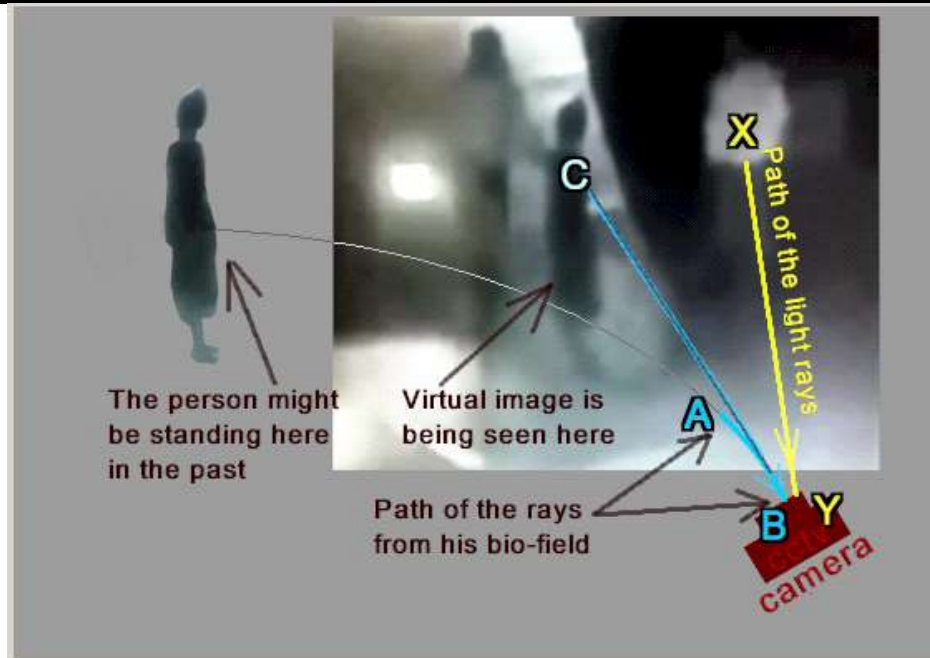 X
C
Path of the light rays
The person might
be standing here
in the past
Virtual image is
being seen here
A
Path of the rays
from his bio-field
B
Y
cctv
camera